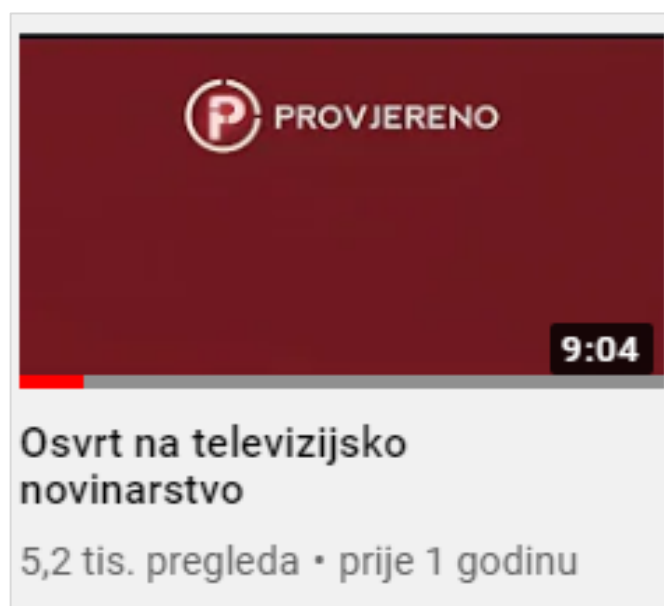 PROVJERENO
9:04
Osvrt na televizijsko
novinarstvo
5,2 tis. pregleda • prije 1 godinu